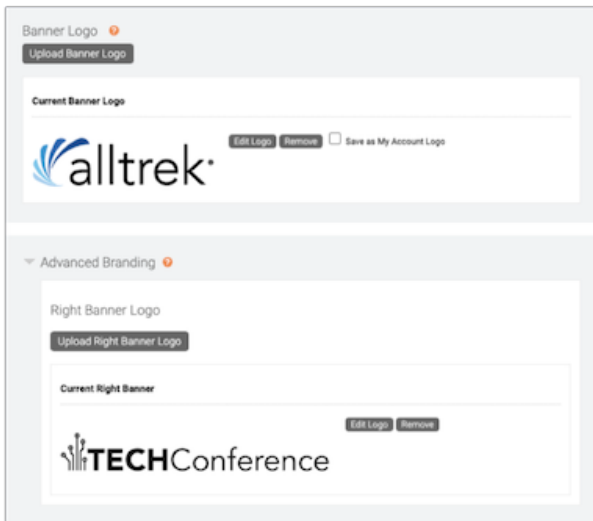 Banner Logo
Upload Banner Logo
Current Banner Logo
Edit Logo Remove Save as My Account Logo
alltrek
Advanced Branding
Right Banner Logo
Upload Right Banner Logo
Current Right Banner
Edit Logo Remove
TECHConference